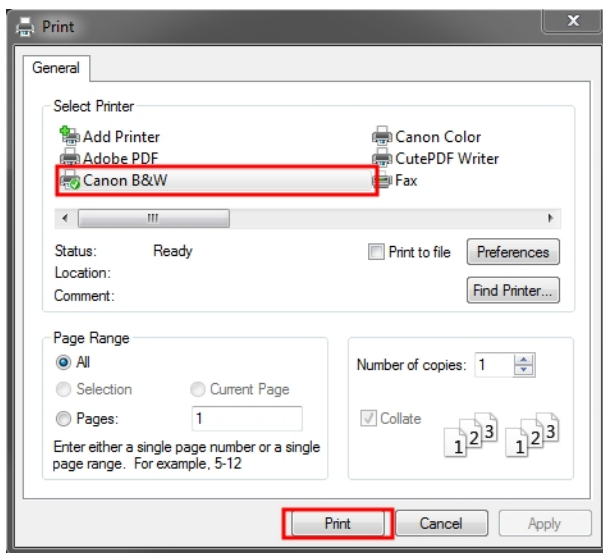 Print
X
General
Select Printer
Add Printer
Canon Color
Adobe PDF
CutePDF Writer
Canon B&W
Fax
Status: Ready
Print to file
Preferences
Location:
Comment:
Find Printer...
Page Range
All
Number of copies: 1
Selection
Current Page
Pages: 1
Collate
1 2 3 1 2 3
Enter either a single page number or a single
page range. For example, 5-12
Print
Cancel
Apply